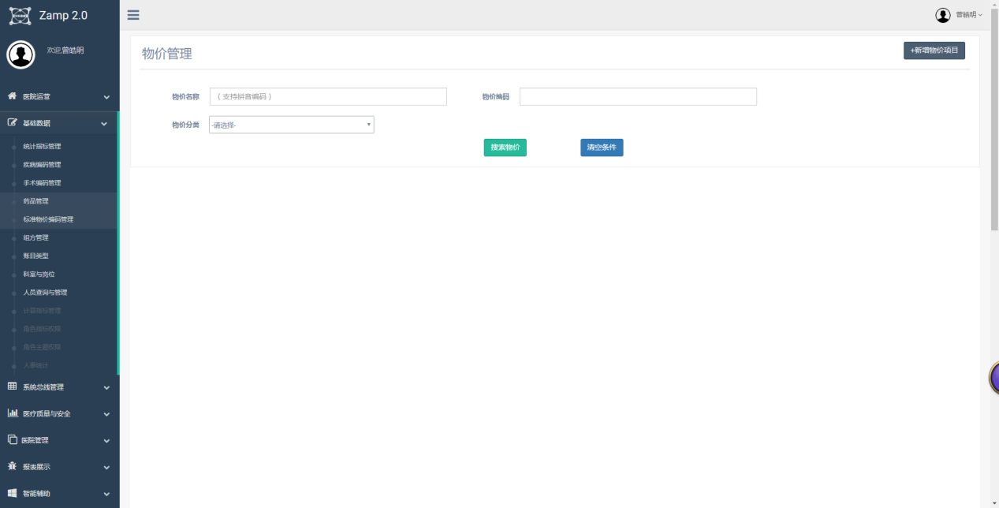 Zamp 2.0
曾皓明
欢迎,曾皓明
物价管理
+新增物价项目
物价名称
（支持拼音编码）
物价编码
物价分类
-请选择-
搜索物价
清空条件
医院运营
基础数据
统计指标管理
疾病编码管理
手术编码管理
药品管理
标准物价编码管理
组方管理
账目类型
科室与岗位
人员查询与管理
计算指标管理
角色指标权限
角色主题权限
人事统计
系统总线管理
医疗质量与安全
医院管理
报表展示
智能辅助